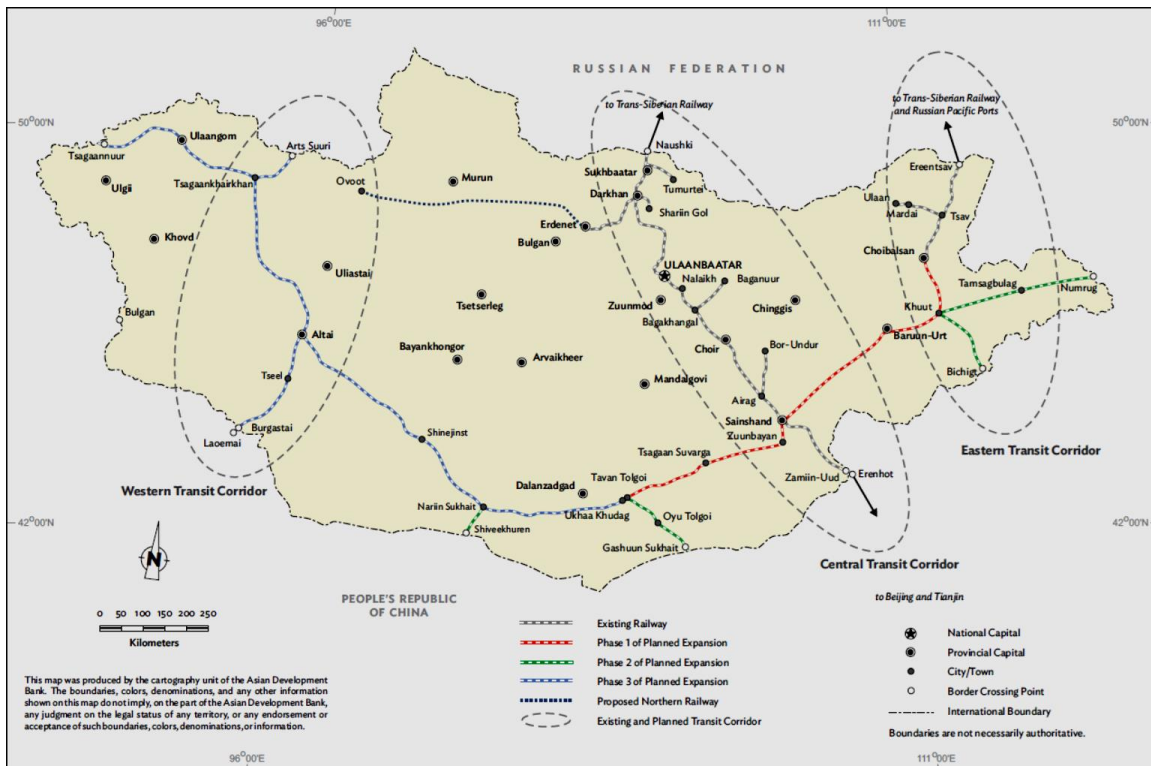 96°00'E
111°00'E
RUSSIAN FEDERATION
to Trans-Siberian Railway
to Trans-Siberian Railway
and Russian Pacific Ports
50°00'N
50°00'N
Naushki
Ereentsav
Ulaangom
Tsagaannuur
Arts Suuri
Sukhbaatar
Tumurtei
Tsagaankhairkhan
Ulgii
Ovoot
Murun
Darkhan
Shariin Gol
Ulaan
Mardai
Tsav
Erdenet
Khovd
Bulgan
Choibalsan
ULAANBAATAR
Uliastai
Nalaikh
Baganuur
Tamsagbulag
Numrug
Tsetserleg
Zuunmod
Chinggis
Khuut
Bulgan
Bagakhangai
Altai
Baruun-Urt
Choir
Bor-Undur
Bayankhongor
Arvaikheer
Bichigt
Tseel
Mandalgovi
Airag
Sainshand
Burgastai
Laoemai
Shinejinst
Zuunbayan
Tsagaan Suvarga
Eastern Transit Corridor
Tavan Tolgoi
Zamiin-Uud
Erenhot
Western Transit Corridor
Dalanzadgad
Nariin Sukhait
Ukhaa Khudag
Oyu Tolgoi
42°00'N
42°00'N
Shiveekhuren
Gashuun Sukhait
Central Transit Corridor
N
PEOPLE'S REPUBLIC
OF CHINA
to Beijing and Tianjin
0 50 100 150 200 250
Kilometers
Existing Railway
Phase 1 of Planned Expansion
Phase 2 of Planned Expansion
Phase 3 of Planned Expansion
Proposed Northern Railway
Existing and Planned Transit Corridor
National Capital
Provincial Capital
City/Town
Border Crossing Point
International Boundary
Boundaries are not necessarily authoritative.
This map was produced by the cartography unit of the Asian Development
Bank. The boundaries, colors, denominations, and any other information
shown on this map do not imply, on the part of the Asian Development Bank,
any judgment on the legal status of any territory, or any endorsement or
acceptance of such boundaries, colors, denominations, or information.
96°00'E
111°00'E